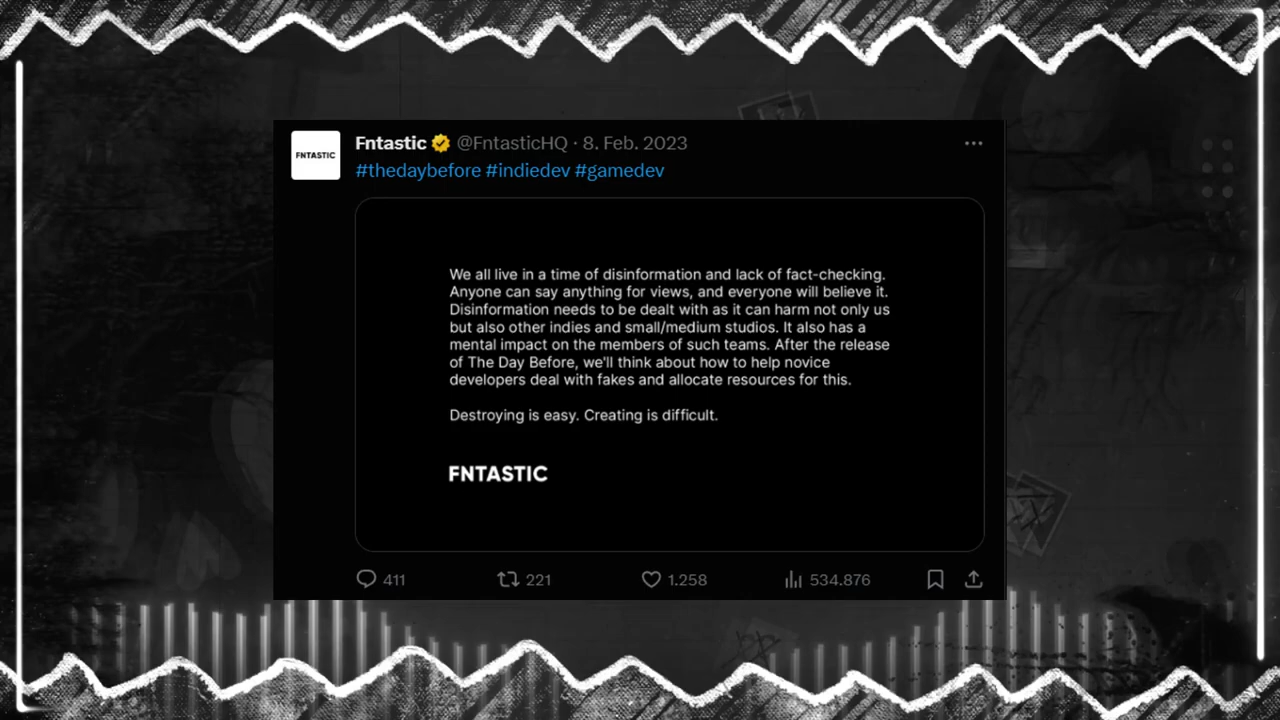 FNTASTIC
Fntastic @FntasticHQ · 8. Feb. 2023
#thedaybefore #indiedev #gamedev
We all live in a time of disinformation and lack of fact-checking.
Anyone can say anything for views, and everyone will believe it.
Disinformation needs to be dealt with as it can harm not only us
but also other indies and small/medium studios. It also has a
mental impact on the members of such teams. After the release
of The Day Before, we'll think about how to help novice
developers deal with fakes and allocate resources for this.
Destroying is easy. Creating is difficult.
FNTASTIC
411 221 1.258 534.876